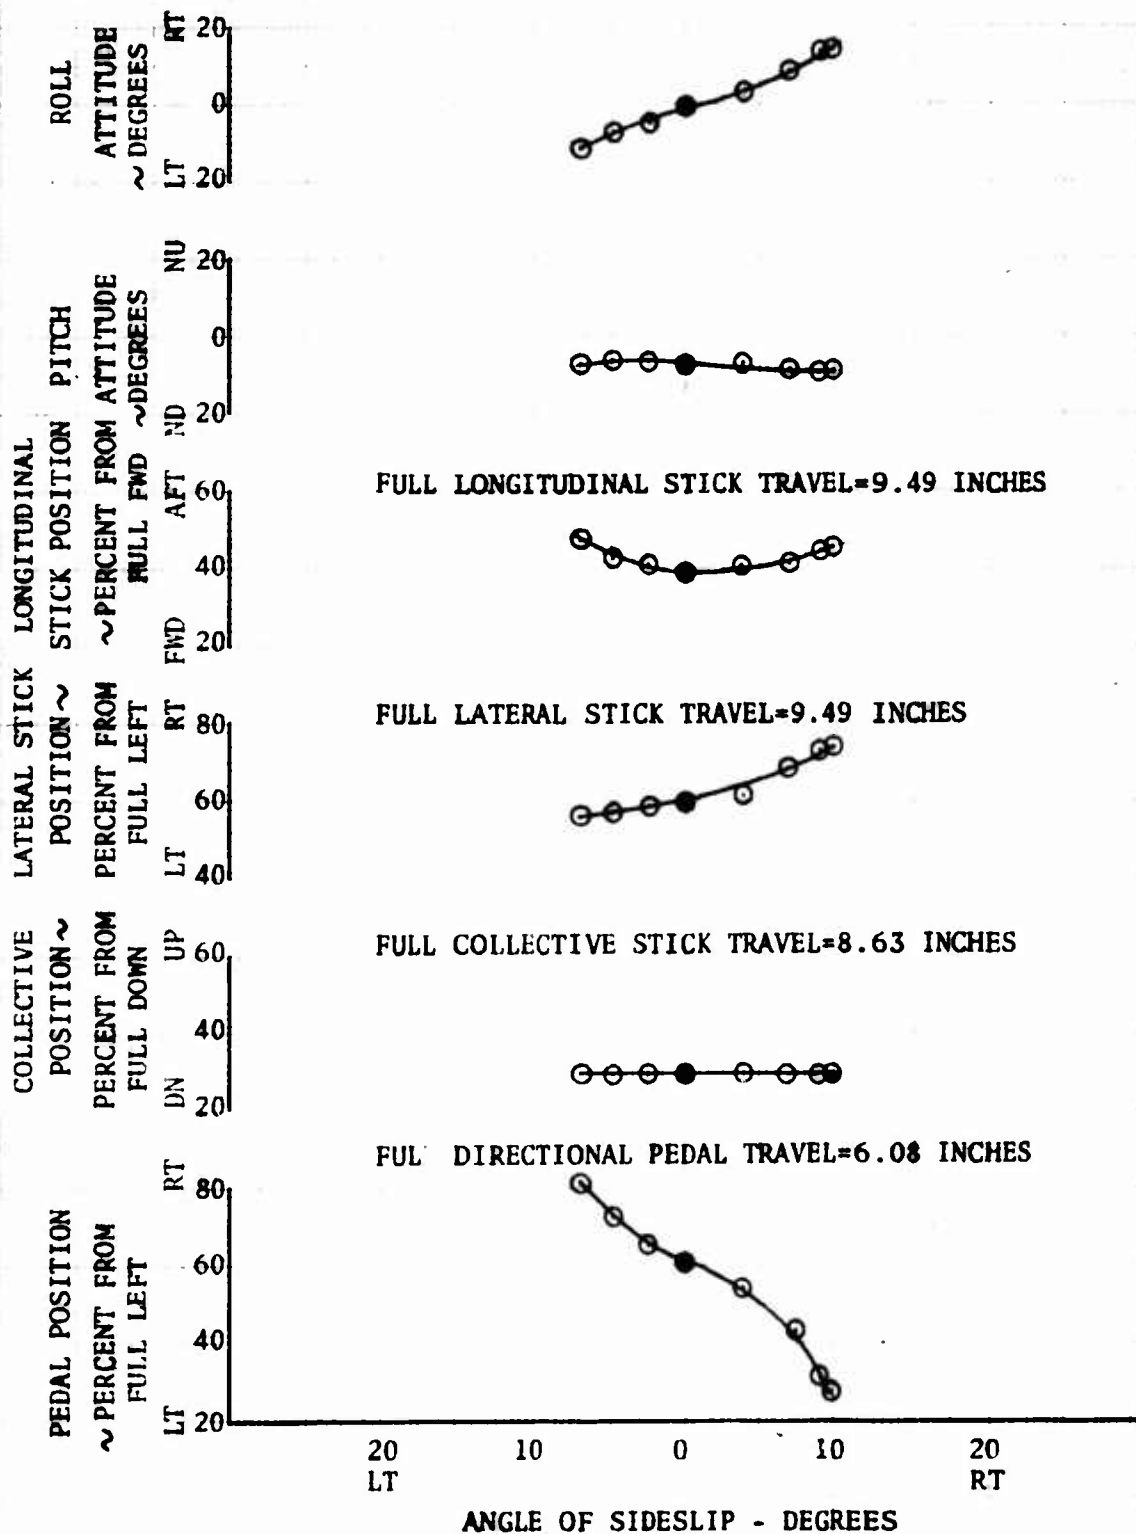 ROLL
ATTITUDE
~ DEGREES
LT RT
20
0
20
PITCH
ATTITUDE
~DEGREES
ND NU
20
0
20
LONGITUDINAL
STICK POSITION
~PERCENT FROM
FULL FWD
FWD AFT
FULL LONGITUDINAL STICK TRAVEL=9.49 INCHES
60
40
20
LATERAL STICK
POSITION~
PERCENT FROM
FULL LEFT
LT RT
FULL LATERAL STICK TRAVEL=9.49 INCHES
80
60
40
COLLECTIVE
POSITION~
PERCENT FROM
FULL DOWN
DN UP
FULL COLLECTIVE STICK TRAVEL=8.63 INCHES
60
40
20
PEDAL POSITION
~PERCENT FROM
FULL LEFT
LT RT
FUL DIRECTIONAL PEDAL TRAVEL=6.08 INCHES
80
60
40
20
20 10 0 10 20
LT RT
ANGLE OF SIDESLIP - DEGREES